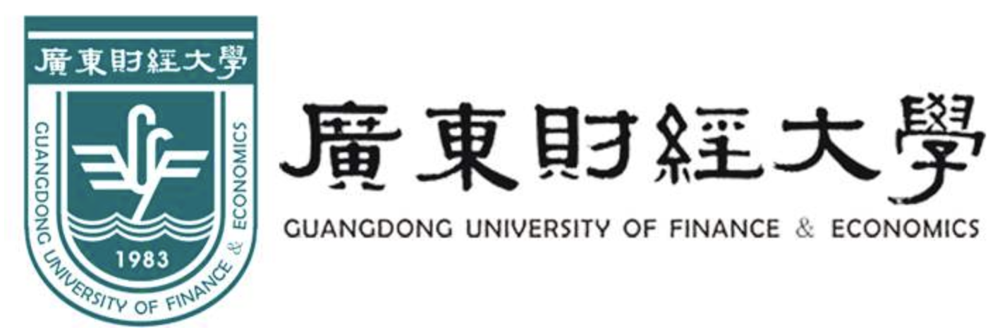 廣東財經大學
GUANGDONG UNIVERSITY OF FINANCE & ECONOMICS
1983
廣東財經大學
GUANGDONG UNIVERSITY OF FINANCE & ECONOMICS